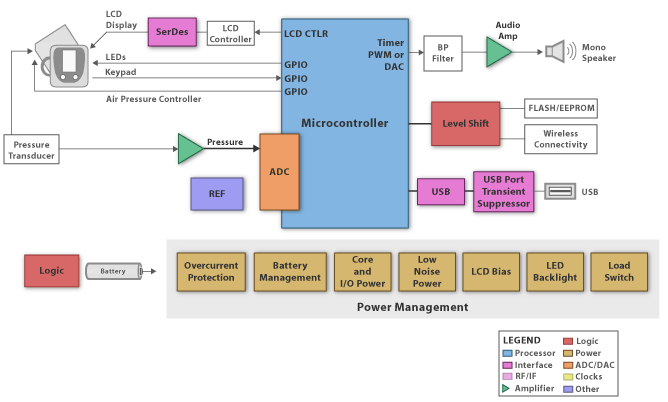 LCD
Display
SerDes
LCD
Controller
LCD CTLR
LEDs
GPIO
Keypad
GPIO
GPIO
Air Pressure Controller
Timer
PWM or
DAC
BP
Filter
Audio
Amp
Mono
Speaker
Microcontroller
Level Shift
FLASH/EEPROM
Wireless
Connectivity
Pressure
Transducer
Pressure
ADC
REF
USB
USB Port
Transient
Suppressor
USB
Logic
Battery
Overcurrent
Protection
Battery
Management
Core
and
I/O Power
Low
Noise
Power
LCD Bias
LED
Backlight
Load
Switch
Power Management
LEGEND
Processor
Interface
RF/IF
Amplifier
Logic
Power
ADC/DAC
Clocks
Other